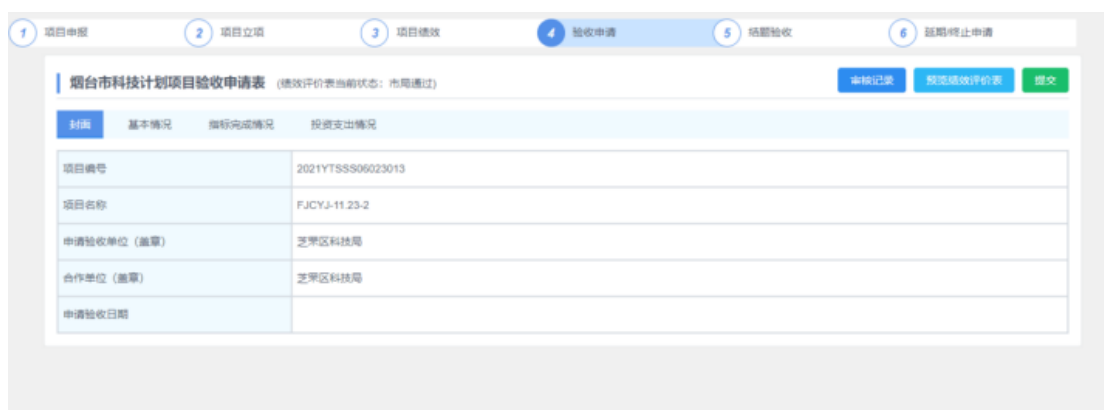 1 项目申报 2 项目立项 3 项目绩效 4 验收申请 5 结题验收 6 延期/终止申请
烟台市科技计划项目验收申请表 (绩效评价表当前状态：市局通过) 审核记录 预览绩效评价表 提交
封面 基本情况 指标完成情况 投资支出情况
项目编号 2021YTSSS06023013
项目名称 FJCYJ-11.23-2
申请验收单位（盖章） 芝罘区科技局
合作单位（盖章） 芝罘区科技局
申请验收日期